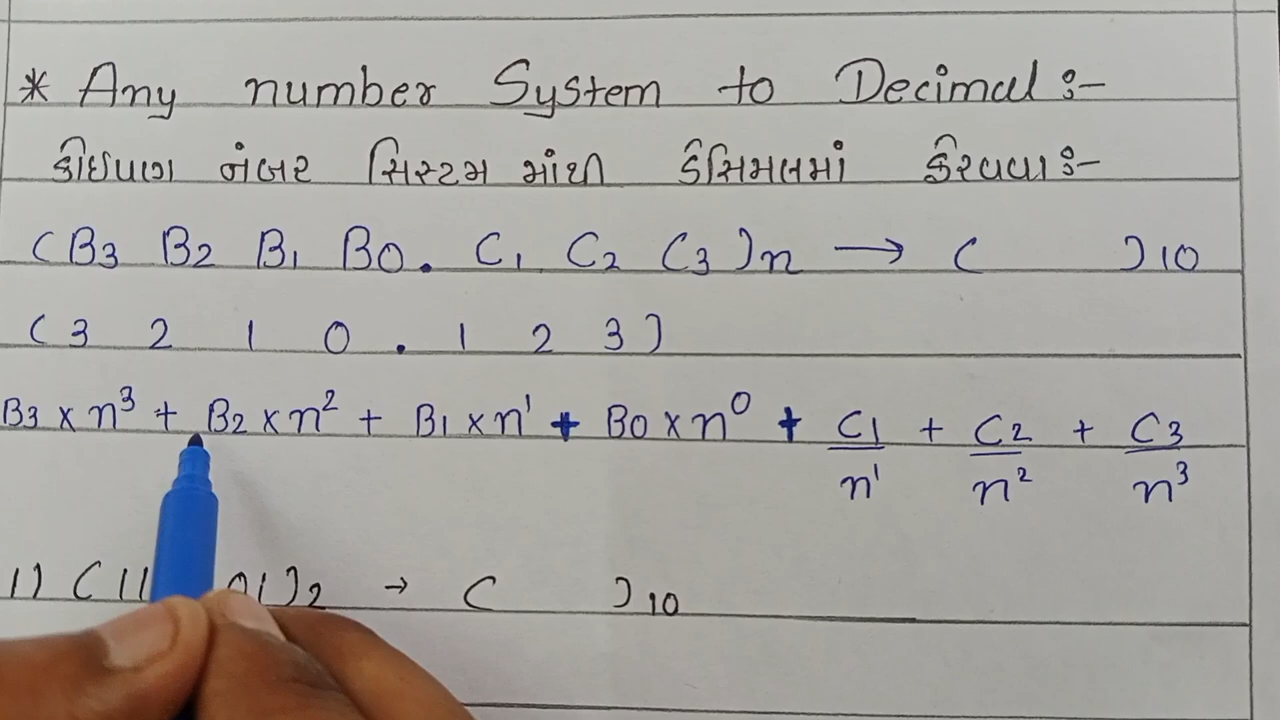 * Any number System to Decimal :-
કોઈપણ નંબર સિસ્ટમ માંથી ડેસિમલમાં ફેરવવા :-
(B3 B2 B1 B0 . C1 C2 C3)n → ( )10
(3 2 1 0 . 1 2 3)
B3 × n³ + B2 × n² + B1 × n¹ + B0 × n⁰ + C1/n¹ + C2/n² + C3/n³
1) (11 01)2 → ( )10